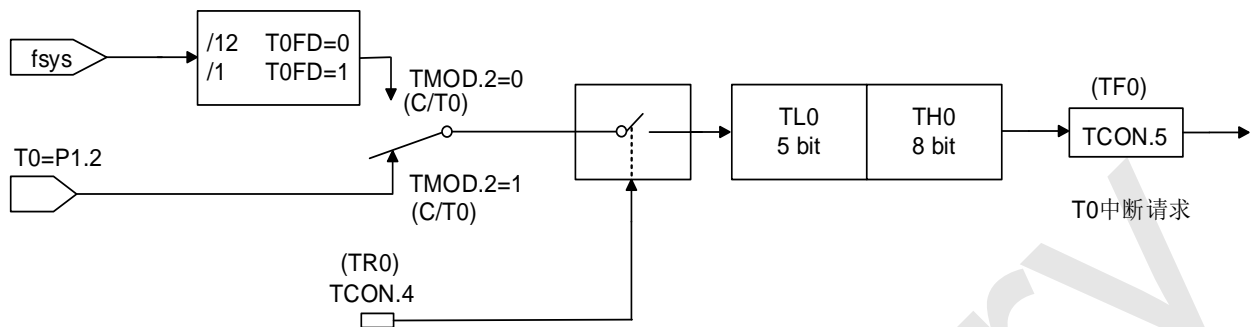 fsys
/12 T0FD=0
/1 T0FD=1
TMOD.2=0
(C/T0)
T0=P1.2
TMOD.2=1
(C/T0)
(TR0)
TCON.4
TL0
5 bit
TH0
8 bit
(TF0)
TCON.5
T0中断请求